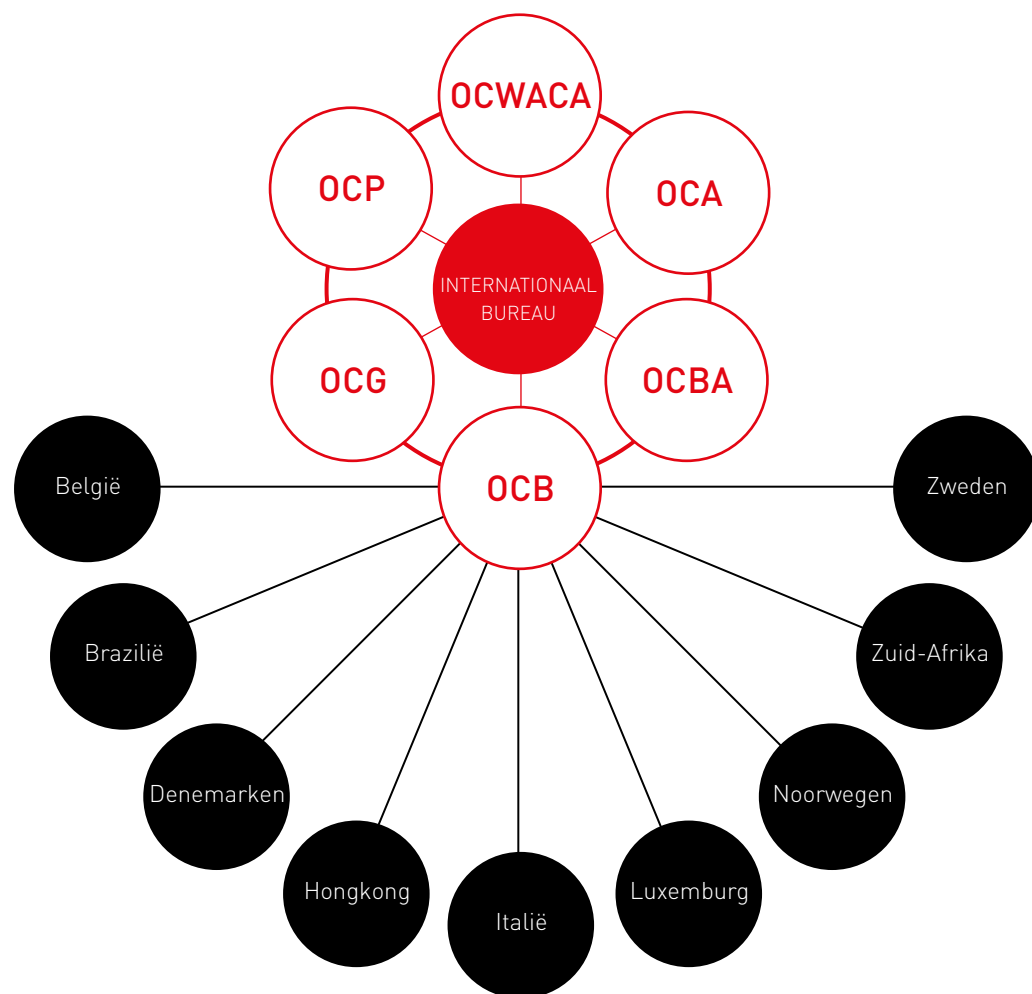 OCWACA
OCP
OCA
INTERNATIONAAL
BUREAU
OCG
OCBA
OCB
België
Zweden
Brazilië
Zuid-Afrika
Denemarken
Noorwegen
Hongkong
Luxemburg
Italië